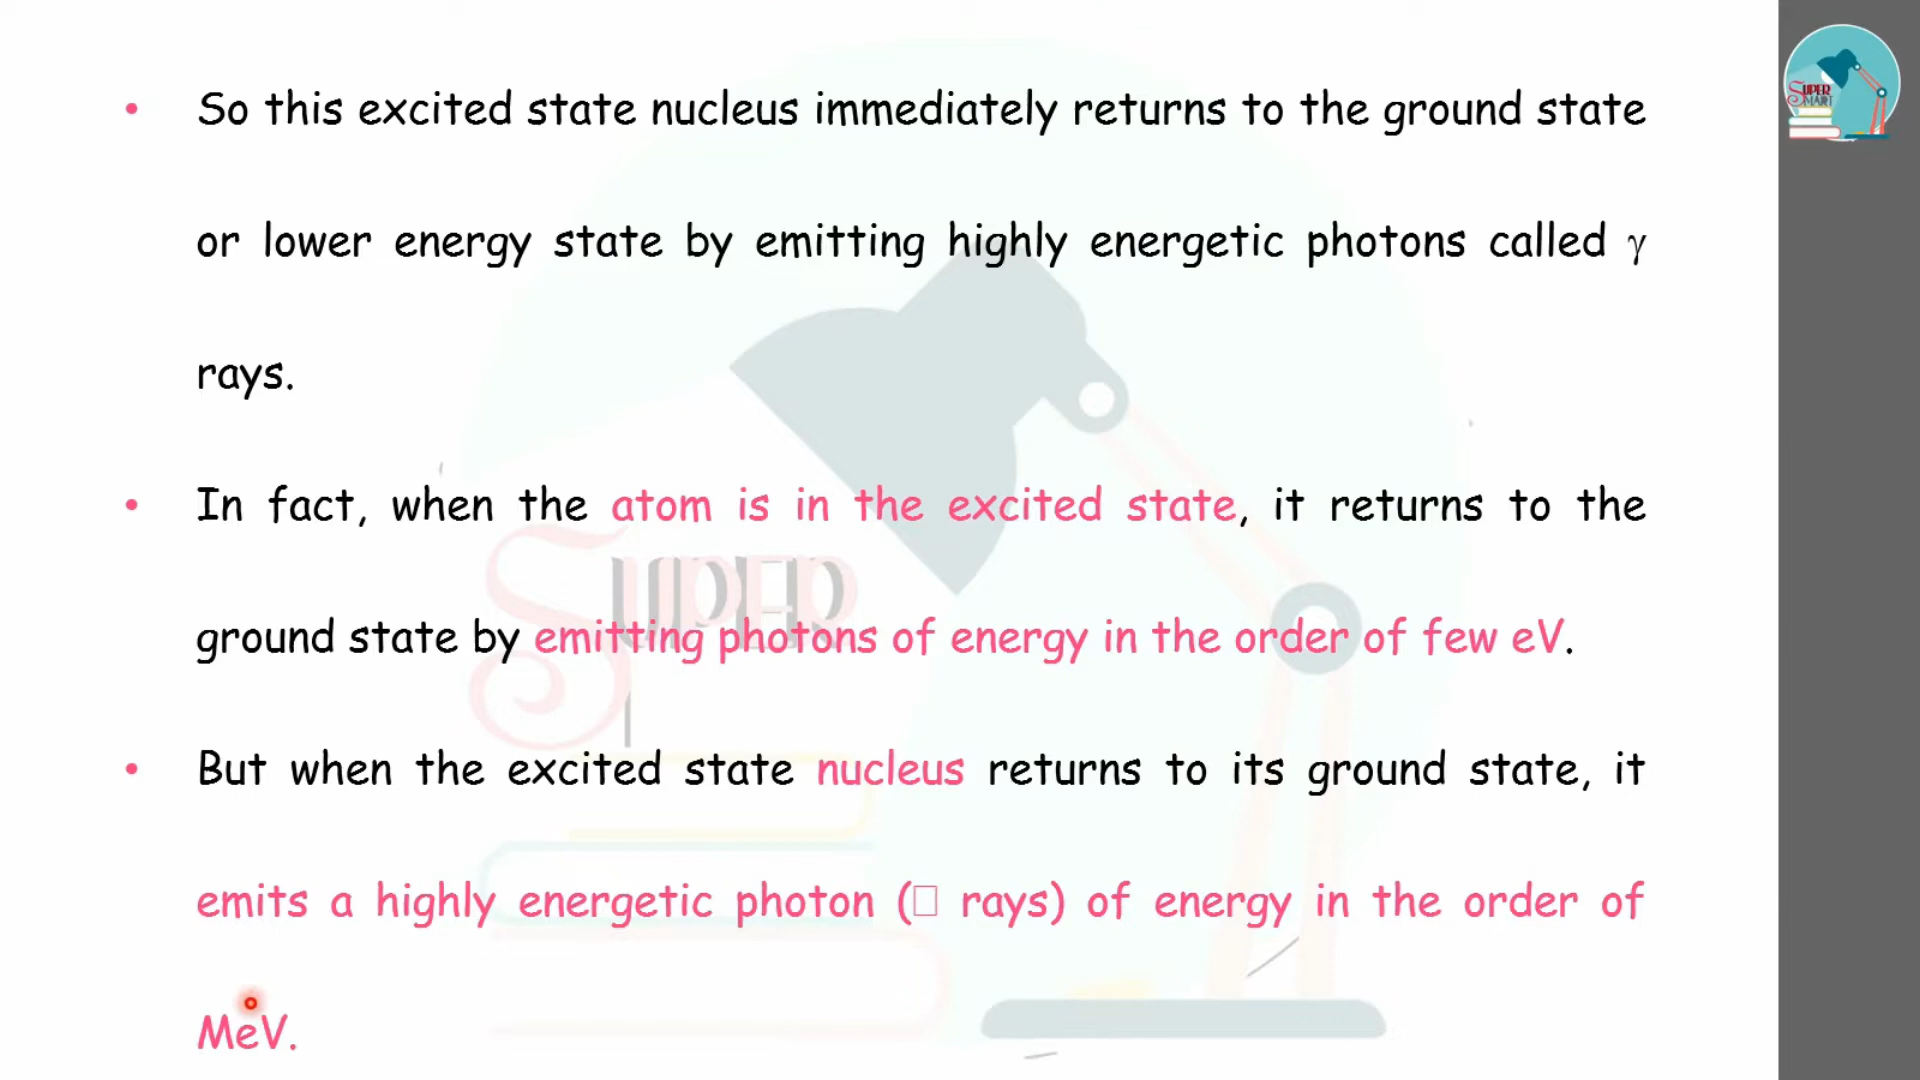 • So this excited state nucleus immediately returns to the ground state
or lower energy state by emitting highly energetic photons called γ
rays.
• In fact, when the atom is in the excited state, it returns to the
ground state by emitting photons of energy in the order of few eV.
• But when the excited state nucleus returns to its ground state, it
emits a highly energetic photon (□ rays) of energy in the order of
MeV.
SUPER
SUPER
SMART